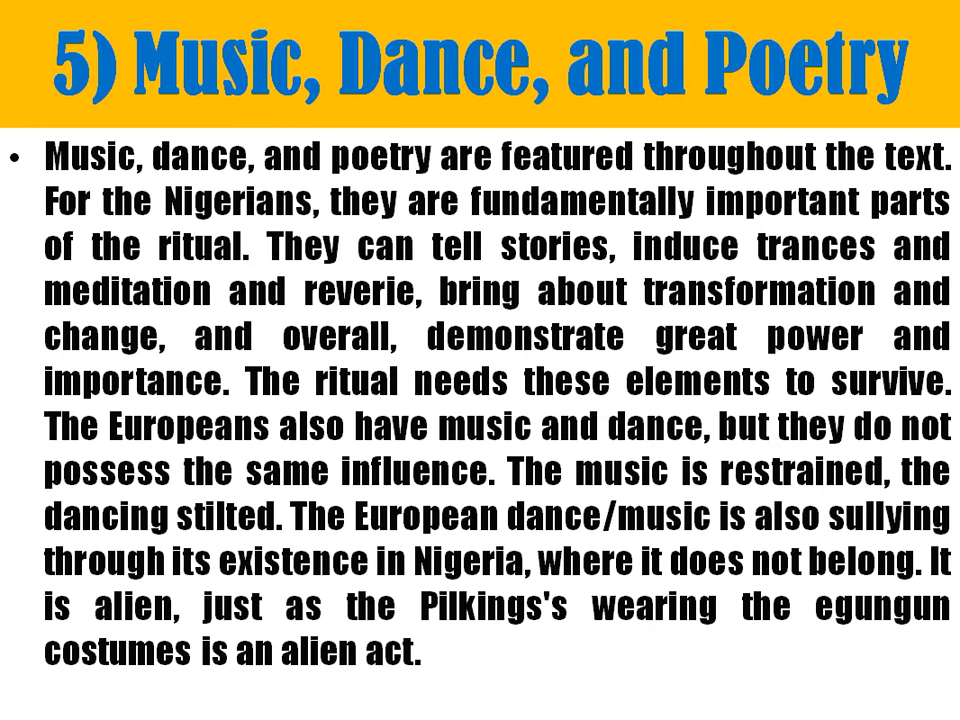 5) Music, Dance, and Poetry
• Music, dance, and poetry are featured throughout the text.
For the Nigerians, they are fundamentally important parts
of the ritual. They can tell stories, induce trances and
meditation and reverie, bring about transformation and
change, and overall, demonstrate great power and
importance. The ritual needs these elements to survive.
The Europeans also have music and dance, but they do not
possess the same influence. The music is restrained, the
dancing stilted. The European dance/music is also sullying
through its existence in Nigeria, where it does not belong. It
is alien, just as the Pilkings's wearing the egungun
costumes is an alien act.